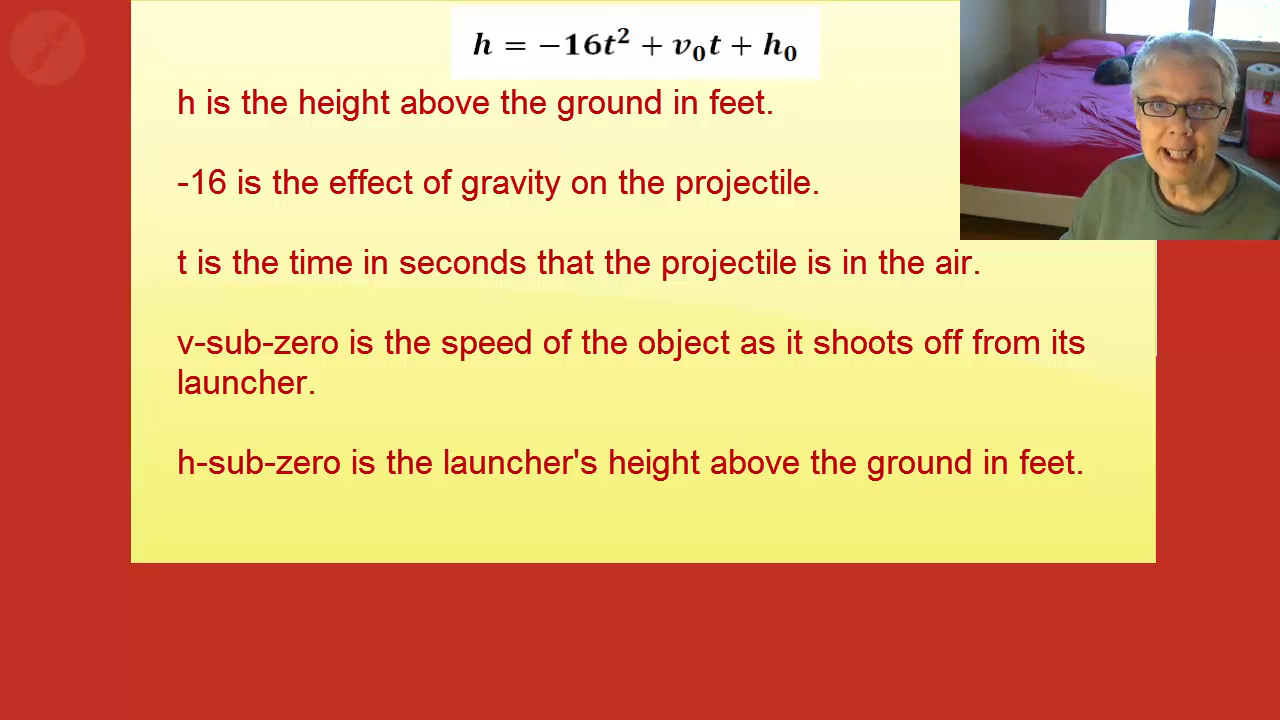 h = −16t² + v₀t + h₀
h is the height above the ground in feet.
-16 is the effect of gravity on the projectile.
t is the time in seconds that the projectile is in the air.
v-sub-zero is the speed of the object as it shoots off from its
launcher.
h-sub-zero is the launcher's height above the ground in feet.